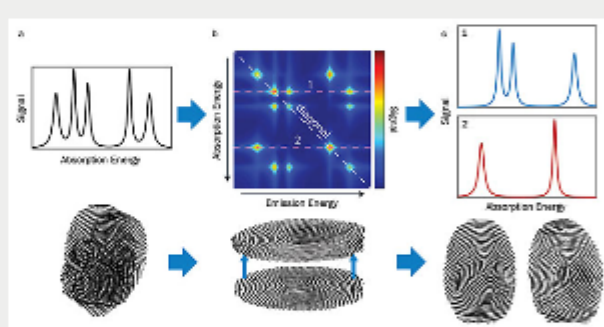 a
b
c
Signal
Absorption Energy
Absorption Energy
1
diagonal
2
Emission Energy
Signal
Signal
1
2
Absorption Energy